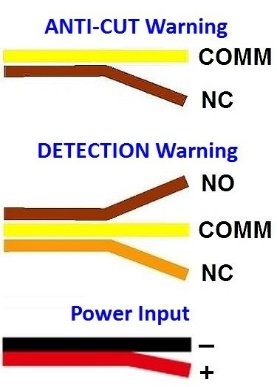 ANTI-CUT Warning
COMM
NC
DETECTION Warning
NO
COMM
NC
Power Input
–
+